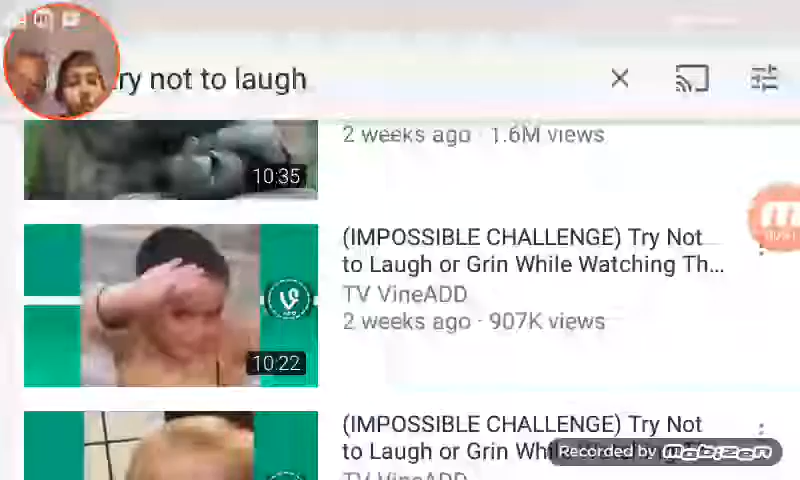 ry not to laugh
2 weeks ago · 1.6M views
10:35
(IMPOSSIBLE CHALLENGE) Try Not
to Laugh or Grin While Watching Th...
TV VineADD
2 weeks ago · 907K views
10:22
(IMPOSSIBLE CHALLENGE) Try Not
to Laugh or Grin Whil
Recorded by mobizen
TV VineADD